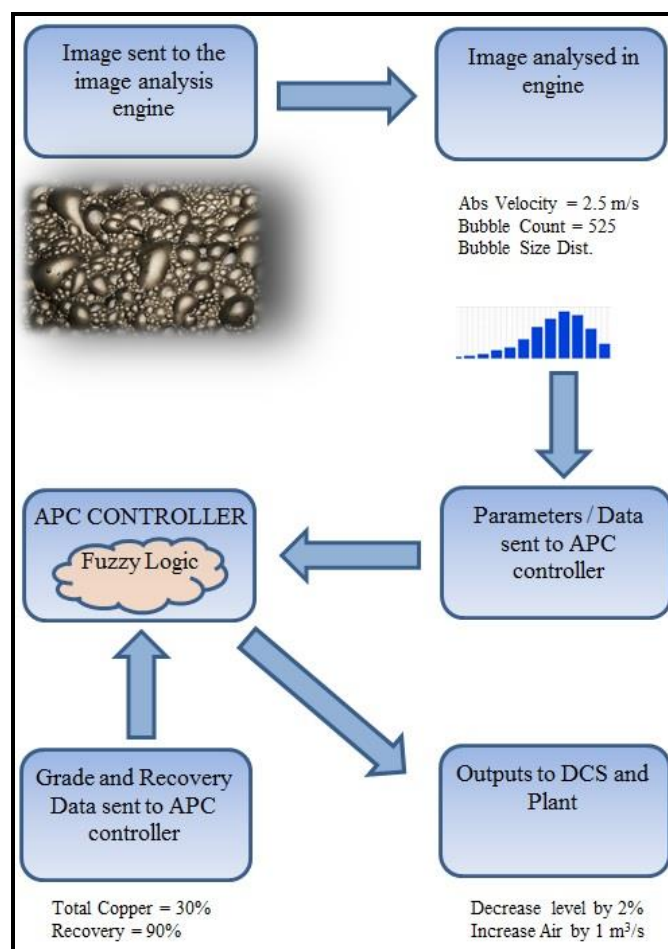 Image sent to the
image analysis
engine
Image analysed in
engine
Abs Velocity = 2.5 m/s
Bubble Count = 525
Bubble Size Dist.
APC CONTROLLER
Fuzzy Logic
Parameters / Data
sent to APC
controller
Grade and Recovery
Data sent to APC
controller
Outputs to DCS and
Plant
Total Copper = 30%
Recovery = 90%
Decrease level by 2%
Increase Air by 1 m³/s